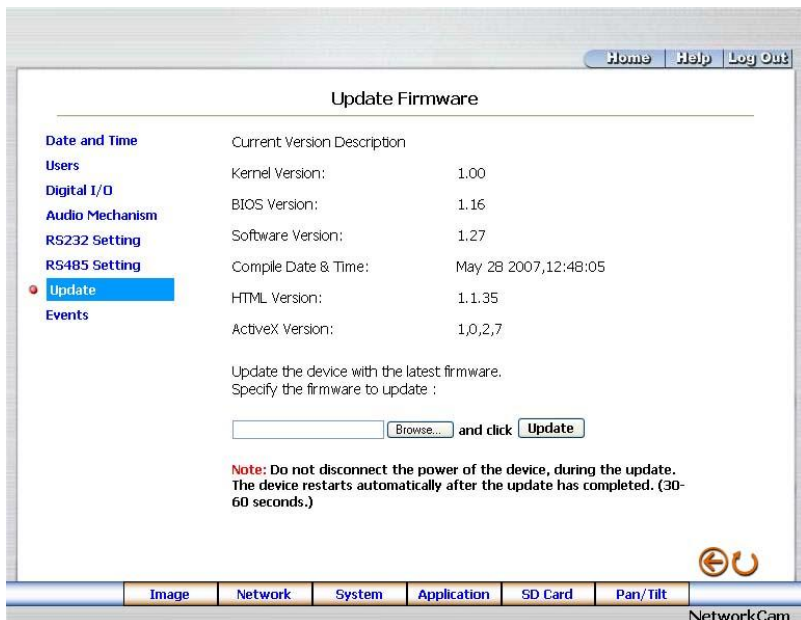 Home Help Log Out
Update Firmware
Date and Time
Users
Digital I/O
Audio Mechanism
RS232 Setting
RS485 Setting
Update
Events
Current Version Description
Kernel Version: 1.00
BIOS Version: 1.16
Software Version: 1.27
Compile Date & Time: May 28 2007,12:48:05
HTML Version: 1.1.35
ActiveX Version: 1,0,2,7
Update the device with the latest firmware.
Specify the firmware to update :
Browse... and click Update
Note: Do not disconnect the power of the device, during the update.
The device restarts automatically after the update has completed. (30-
60 seconds.)
Image Network System Application SD Card Pan/Tilt
NetworkCam